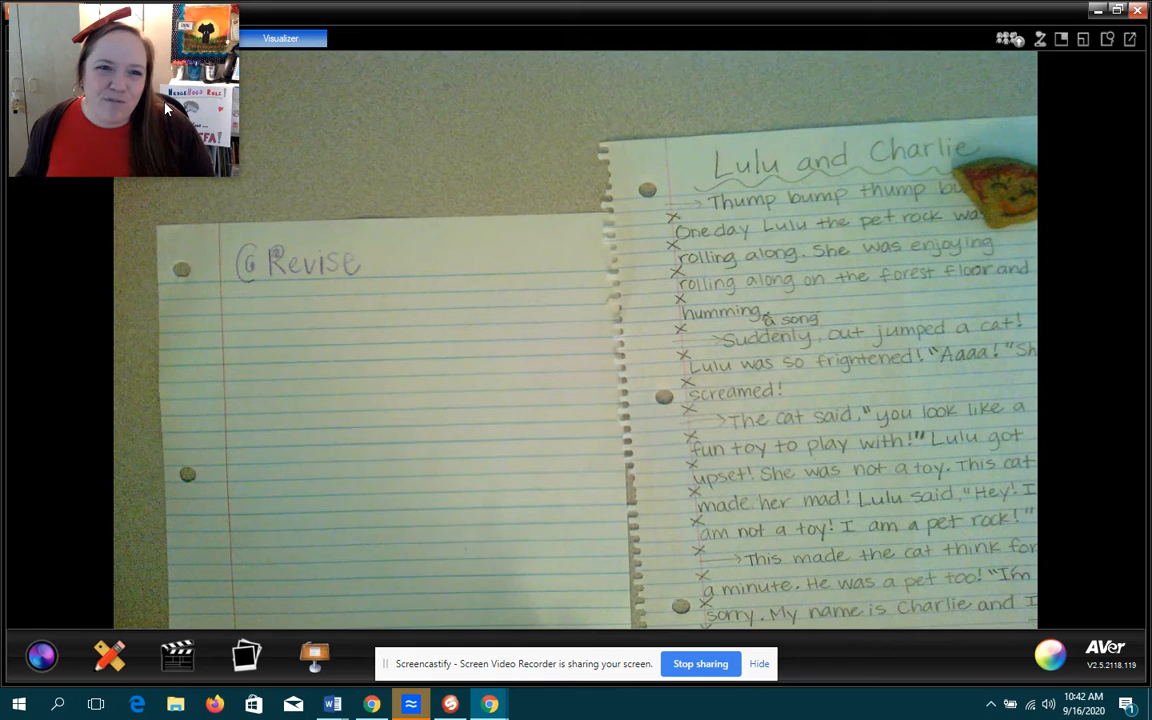 Visualizer
Revise
Lulu and Charlie
Thump bump thump
One day Lulu the pet rock was
rolling along. She was enjoying
rolling along on the forest floor and
humming a song
Suddenly, out jumped a cat!
Lulu was so frightened! "Aaaa!" Sh
screamed!
The cat said, "you look like a
fun toy to play with!" Lulu got
upset! She was not a toy. This cat
made her mad! Lulu said, "Hey! I
am not a toy! I am a pet rock!"
This made the cat think for
a minute. He was a pet too! "I'm
sorry. My name is Charlie and I
Screencastify - Screen Video Recorder is sharing your screen.
Stop sharing
Hide
AVer
V2.5.2118.119
10:42 AM
9/16/2020